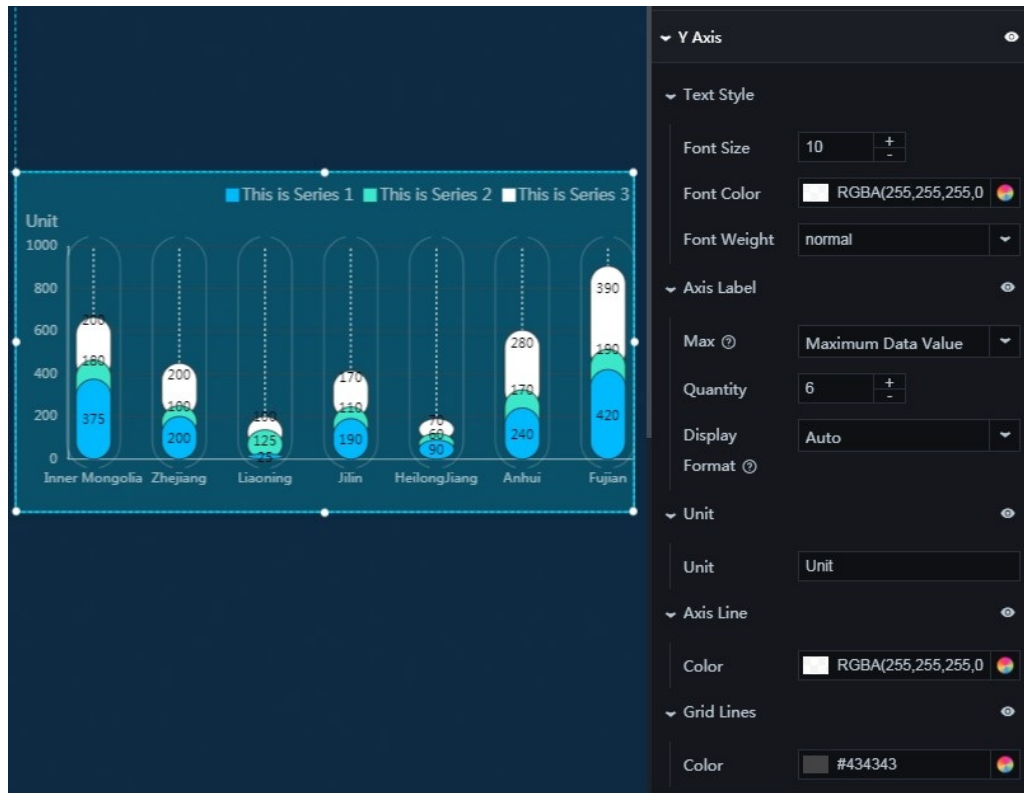 This is Series 1 This is Series 2 This is Series 3
Unit
1000
800
600
400
200
0
200
180
375
200
100
200
100
125
25
170
110
190
70
60
90
280
170
240
390
190
420
Inner Mongolia Zhejiang Liaoning Jilin HeilongJiang Anhui Fujian
Y Axis
Text Style
Font Size 10 + -
Font Color RGBA(255,255,255,0
Font Weight normal
Axis Label
Max ? Maximum Data Value
Quantity 6 + -
Display Auto
Format ?
Unit
Unit Unit
Axis Line
Color RGBA(255,255,255,0
Grid Lines
Color #434343